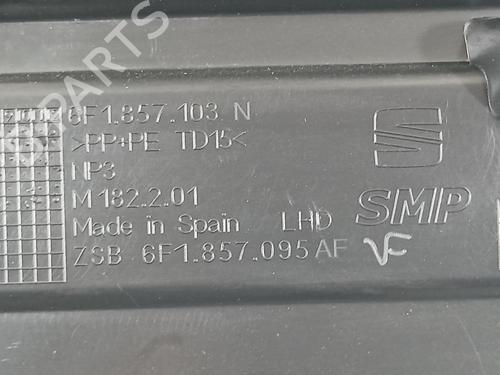 6F1.857.103 N
>PP+PE TD15<
NP3
M 182.2.01
Made in Spain LHD
ZSB 6F1.857.095 AF
SMP
B-PARTS